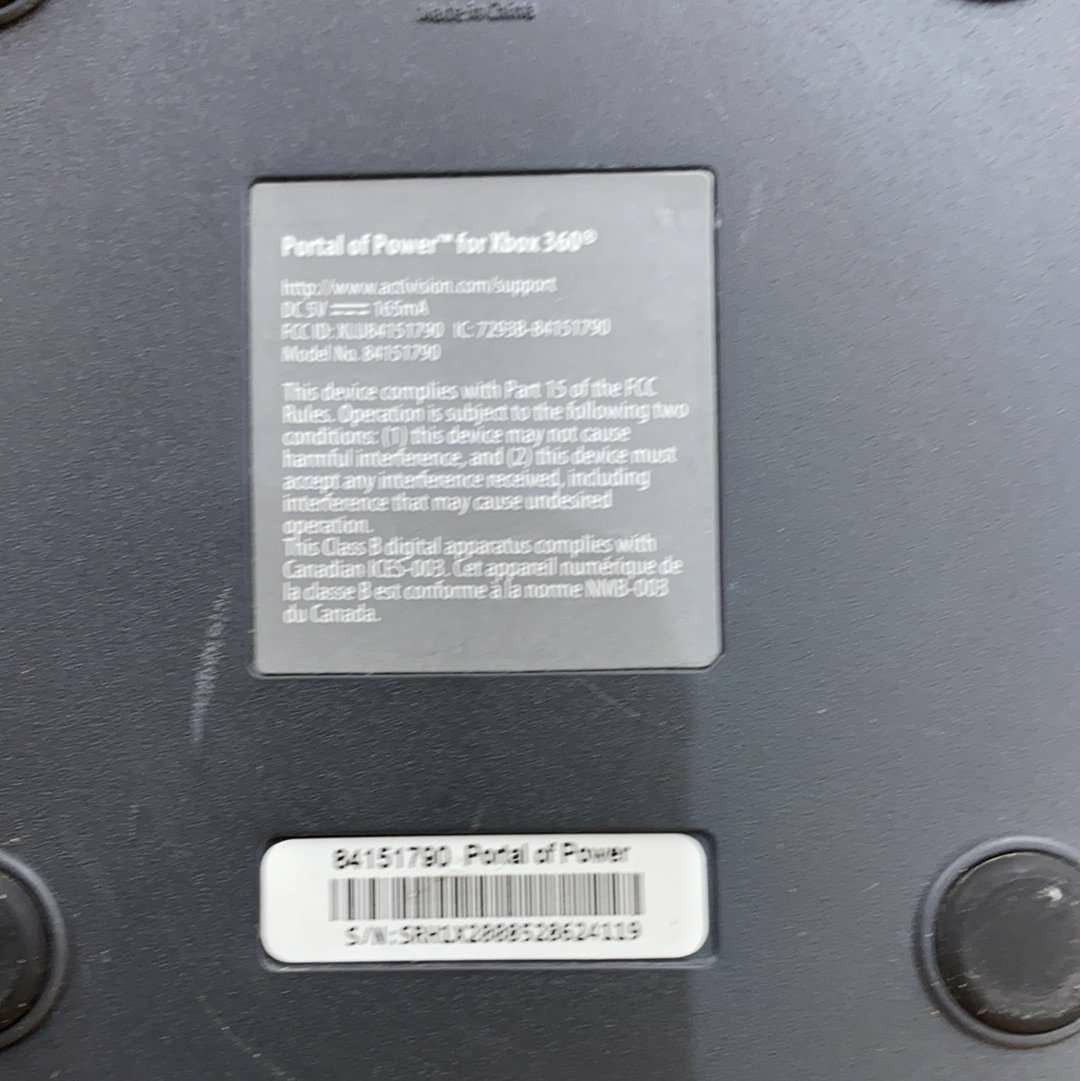 Made in China
Portal of Power™ for Xbox 360®
http://www.activision.com/support
DC 5V ⎓ 165mA
FCC ID: XLU84151790 IC: 7293B-84151790
Model No. 84151790
This device complies with Part 15 of the FCC
Rules. Operation is subject to the following two
conditions: (1) this device may not cause
harmful interference, and (2) this device must
accept any interference received, including
interference that may cause undesired
operation.
This Class B digital apparatus complies with
Canadian ICES-003. Cet appareil numérique de
la classe B est conforme à la norme NMB-003
du Canada.
84151790 Portal of Power
S/N: